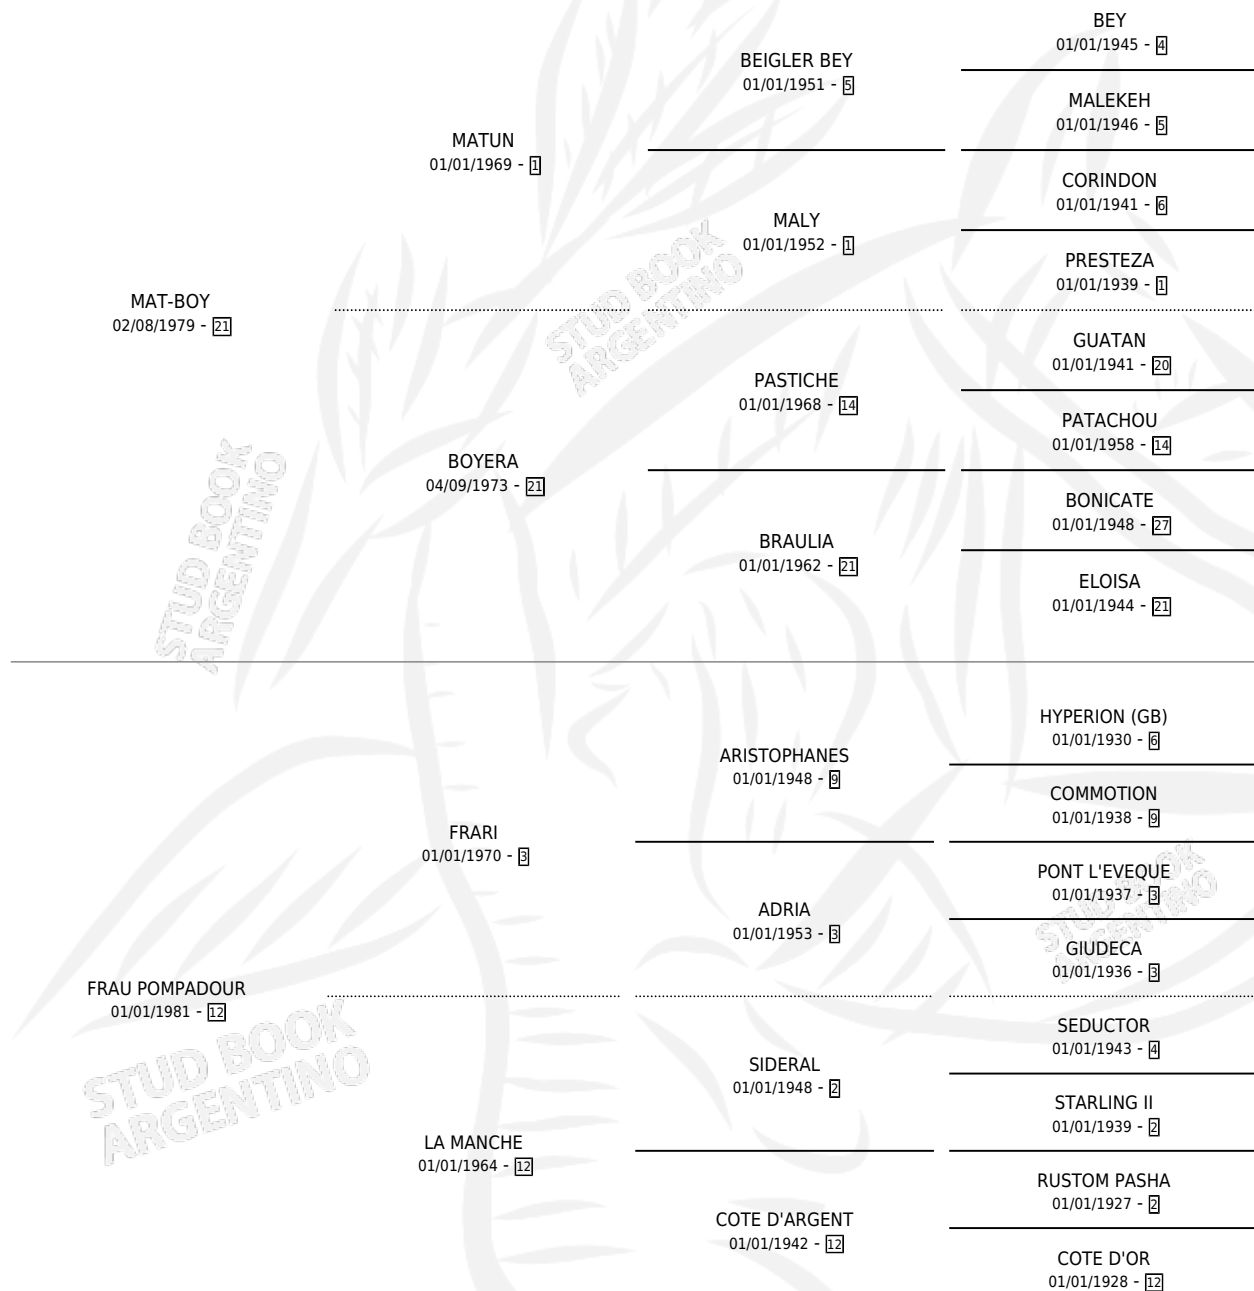 BEY
01/01/1945 - 4
BEIGLER BEY
01/01/1951 - 5
MALEKEH
01/01/1946 - 5
MATUN
01/01/1969 - 1
CORINDON
01/01/1941 - 6
MALY
01/01/1952 - 1
PRESTEZA
01/01/1939 - 1
MAT-BOY
02/08/1979 - 21
GUATAN
01/01/1941 - 20
PASTICHE
01/01/1968 - 14
PATACHOU
01/01/1958 - 14
BOYERA
04/09/1973 - 21
BONICATE
01/01/1948 - 27
BRAULIA
01/01/1962 - 21
ELOISA
01/01/1944 - 21
HYPERION (GB)
01/01/1930 - 6
ARISTOPHANES
01/01/1948 - 9
COMMOTION
01/01/1938 - 9
FRARI
01/01/1970 - 3
PONT L'EVEQUE
01/01/1937 - 3
ADRIA
01/01/1953 - 3
GIUDECA
01/01/1936 - 3
FRAU POMPADOUR
01/01/1981 - 12
SEDUCTOR
01/01/1943 - 4
SIDERAL
01/01/1948 - 2
STARLING II
01/01/1939 - 2
LA MANCHE
01/01/1964 - 12
RUSTOM PASHA
01/01/1927 - 2
COTE D'ARGENT
01/01/1942 - 12
COTE D'OR
01/01/1928 - 12
STUD BOOK
ARGENTINO
STUD BOOK
ARGENTINO
STUD BOOK
ARGENTINO
STUD BOOK
ARGENTINO